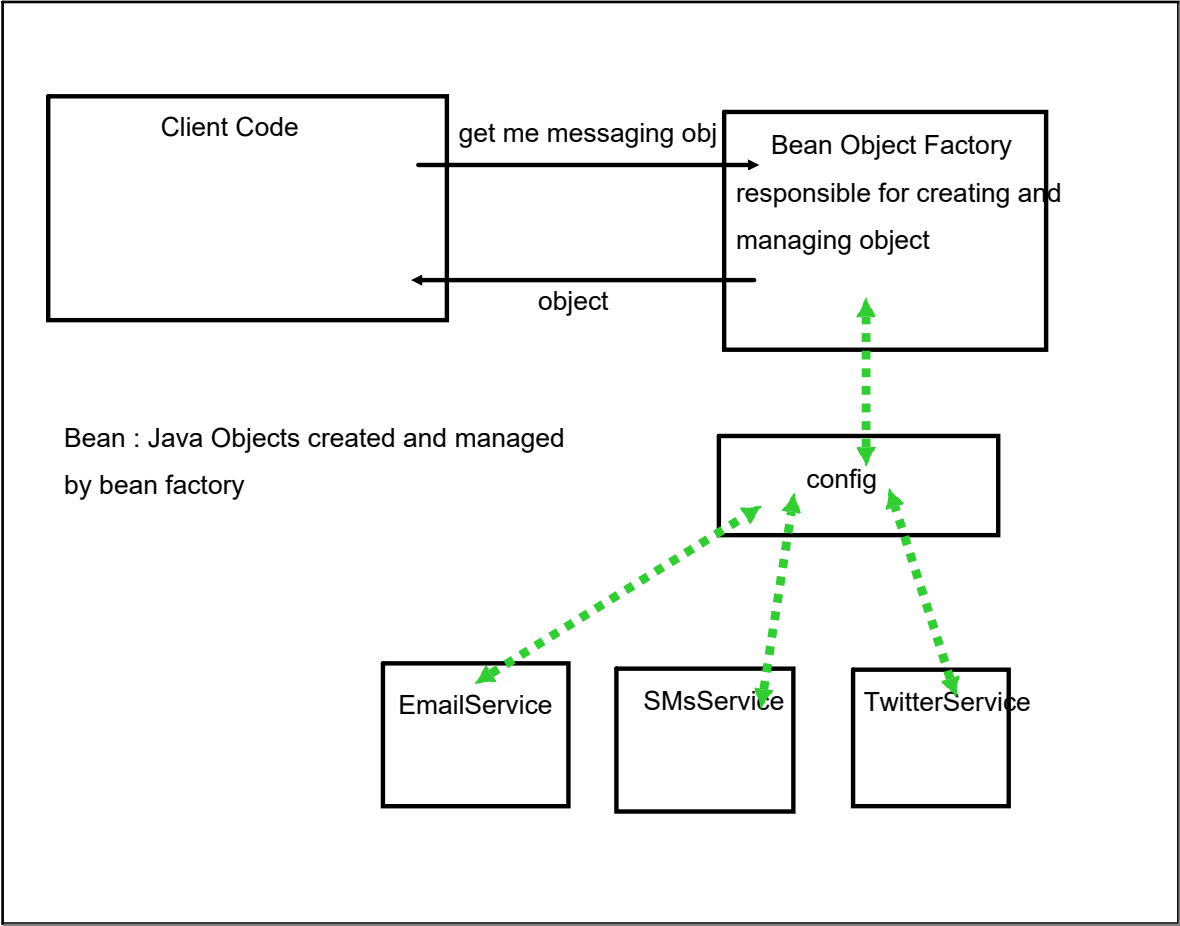 Client Code
get me messaging obj
Bean Object Factory
responsible for creating and
managing object
object
Bean : Java Objects created and managed
by bean factory
config
EmailService
SMsService
TwitterService